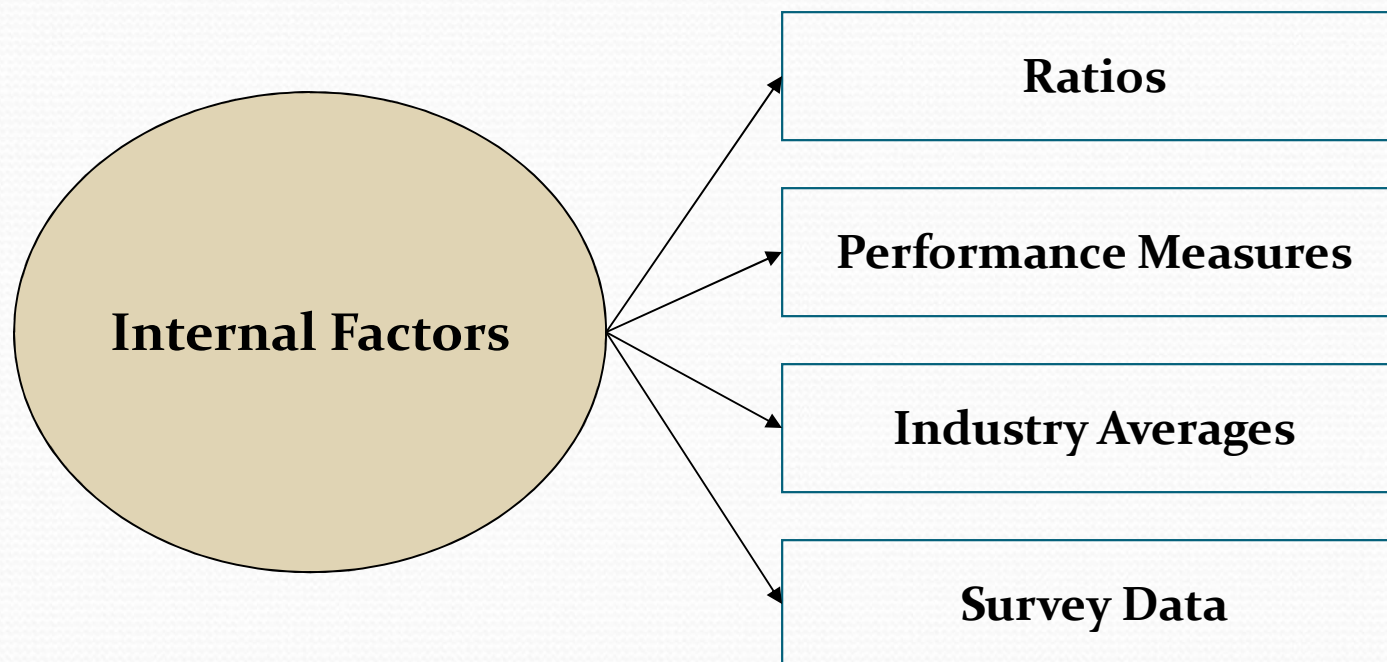 Ratios
Performance Measures
Internal Factors
Industry Averages
Survey Data